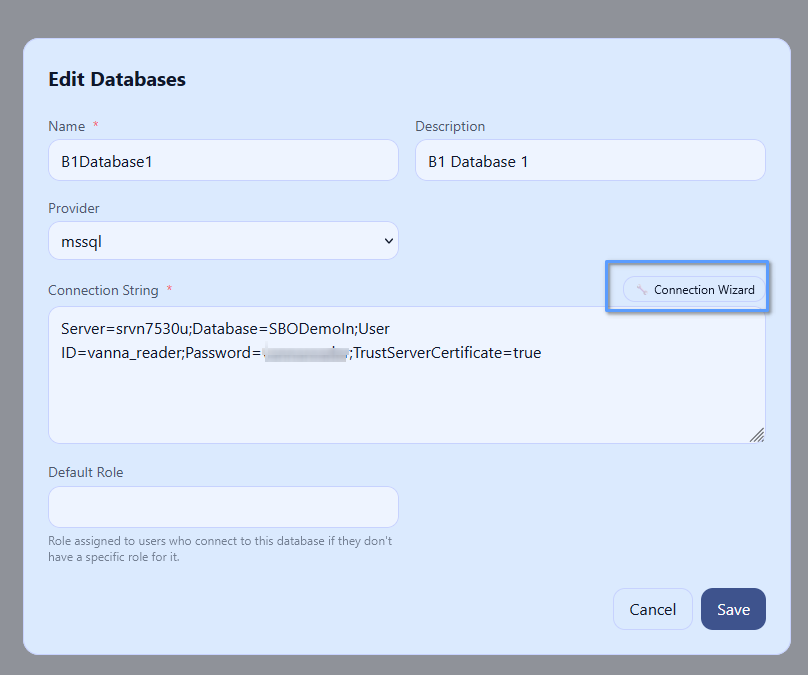 Edit Databases
Name *
Description
B1Database1
B1 Database 1
Provider
mssql
Connection String *
Connection Wizard
Server=srvn7530u;Database=SBODemoIn;User
ID=vanna_reader;Password= ;TrustServerCertificate=true
Default Role
Role assigned to users who connect to this database if they don't
have a specific role for it.
Cancel
Save